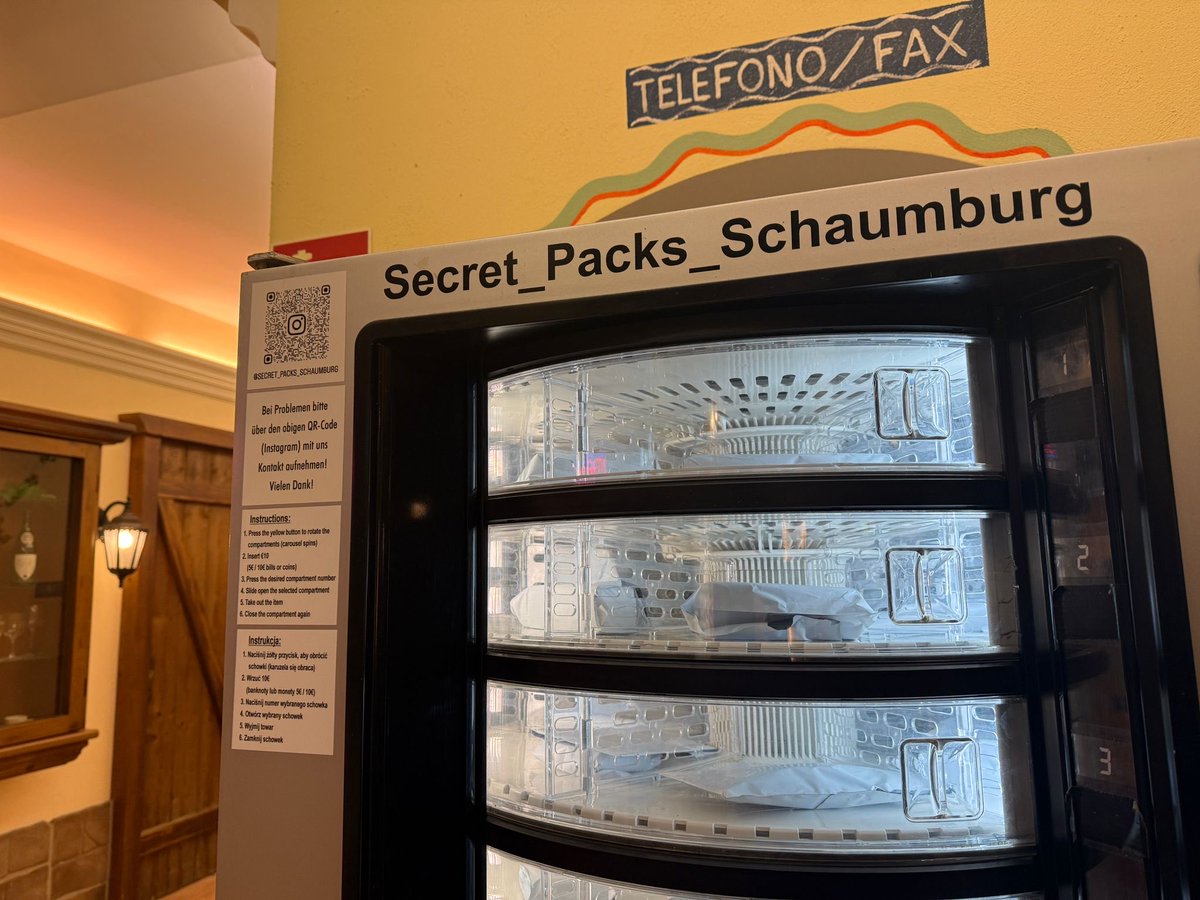 TELEFONO/FAX
Secret_Packs_Schaumburg
@SECRET_PACKS_SCHAUMBURG
Bei Problemen bitte
über den obigen QR-Code
(Instagram) mit uns
Kontakt aufnehmen!
Vielen Dank!
Instructions:
1. Press the yellow button to rotate the
compartments (carousel spins)
2. Insert €10
(5€ / 10€ bills or coins)
3. Press the desired compartment number
4. Slide open the selected compartment
5. Take out the item
6. Close the compartment again
Instrukcja:
1. Naciśnij żółty przycisk, aby obrócić
schowki (karuzela się obraca)
2. Wrzuć 10€
(banknoty lub monety 5€ / 10€)
3. Naciśnij numer wybranego schowka
4. Otwórz wybrany schowek
5. Wyjmij towar
6. Zamknij schowek
1
2
3